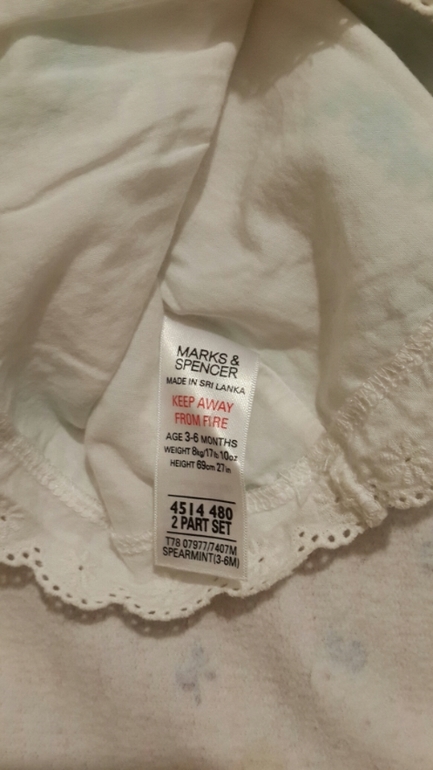 MARKS &
SPENCER
MADE IN SRI LANKA
KEEP AWAY
FROM FIRE
AGE 3-6 MONTHS
WEIGHT 8kg/17lb.10oz
HEIGHT 69cm 27in
4514 480
2 PART SET
T78 07977/7407M
SPEARMINT(3-6M)